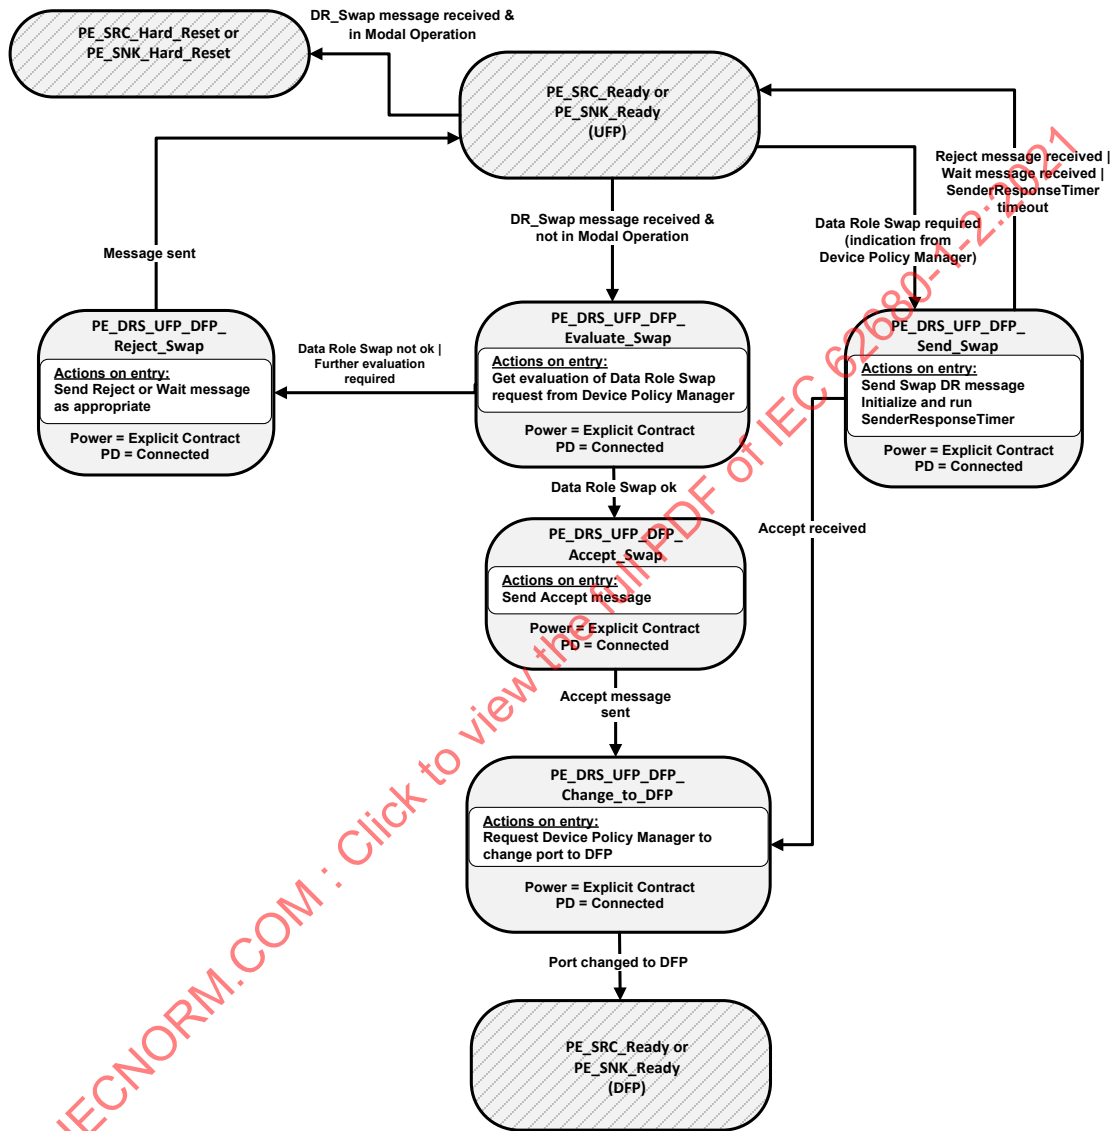 DR_Swap message received &
in Modal Operation
PE_SRC_Hard_Reset or
PE_SNK_Hard_Reset
PE_SRC_Ready or
PE_SNK_Ready
(UFP)
Reject message received |
Wait message received |
SenderResponseTimer
timeout
DR_Swap message received &
not in Modal Operation
Data Role Swap required
(indication from
Device Policy Manager)
Message sent
PE_DRS_UFP_DFP_
Reject_Swap
Actions on entry:
Send Reject or Wait message
as appropriate
Power = Explicit Contract
PD = Connected
Data Role Swap not ok |
Further evaluation
required
PE_DRS_UFP_DFP_
Evaluate_Swap
Actions on entry:
Get evaluation of Data Role Swap
request from Device Policy Manager
Power = Explicit Contract
PD = Connected
PE_DRS_UFP_DFP_
Send_Swap
Actions on entry:
Send Swap DR message
Initialize and run
SenderResponseTimer
Power = Explicit Contract
PD = Connected
Data Role Swap ok
Accept received
PE_DRS_UFP_DFP_
Accept_Swap
Actions on entry:
Send Accept message
Power = Explicit Contract
PD = Connected
Accept message
sent
PE_DRS_UFP_DFP_
Change_to_DFP
Actions on entry:
Request Device Policy Manager to
change port to DFP
Power = Explicit Contract
PD = Connected
Port changed to DFP
PE_SRC_Ready or
PE_SNK_Ready
(DFP)
IECNORM.COM : Click to view the full PDF of IEC 62680-1-2:2021